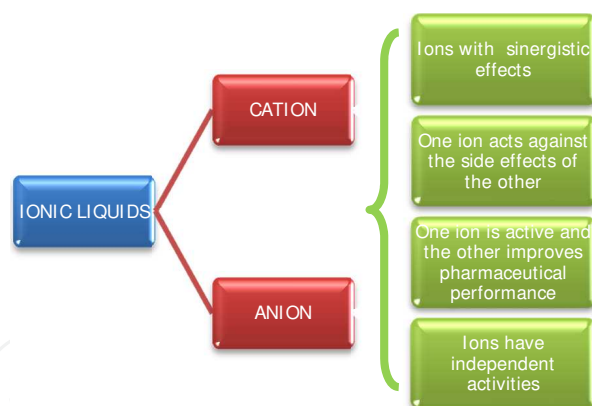 IONIC LIQUIDS
CATION
ANION
Ions with sinergistic
effects
One ion acts against
the side effects of
the other
One ion is active and
the other improves
pharmaceutical
performance
Ions have
independent
activities